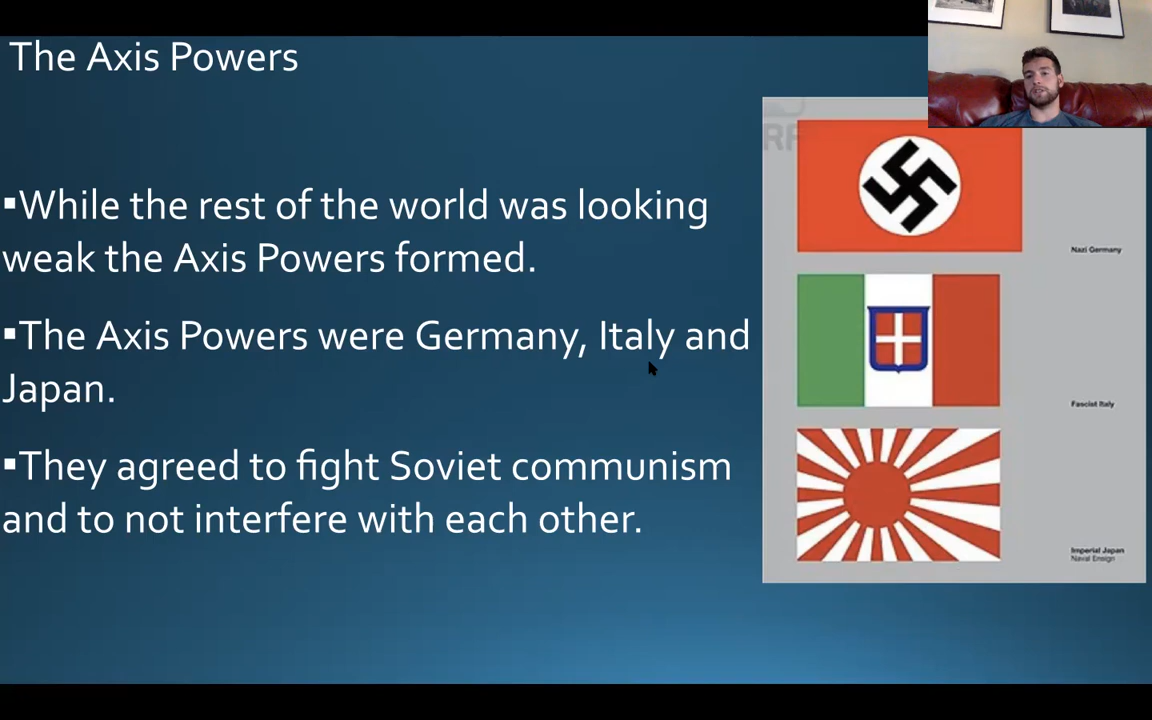 The Axis Powers
▪While the rest of the world was looking
weak the Axis Powers formed.
▪The Axis Powers were Germany, Italy and
Japan.
▪They agreed to fight Soviet communism
and to not interfere with each other.
Nazi Germany
Fascist Italy
Imperial Japan
Naval Ensign